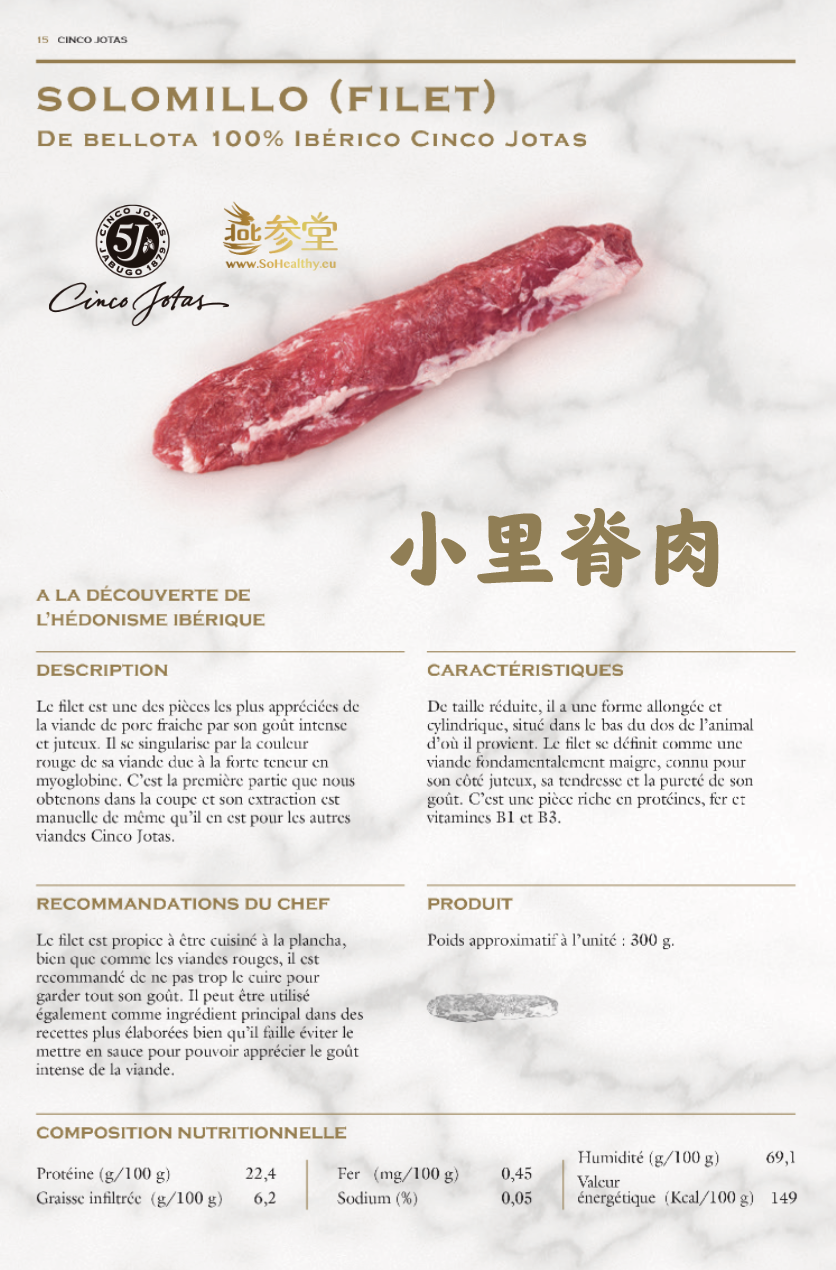 15 CINCO JOTAS
SOLOMILLO (FILET)
DE BELLOTA 100% IBÉRICO CINCO JOTAS
CINCO JOTAS
5J
JABUGO 1879
Cinco Jotas
燕参堂
www.SoHealthy.eu
小里脊肉
A LA DÉCOUVERTE DE
L'HÉDONISME IBÉRIQUE
DESCRIPTION
Le filet est une des pièces les plus appréciées de
la viande de porc fraiche par son goût intense
et juteux. Il se singularise par la couleur
rouge de sa viande due à la forte teneur en
myoglobine. C'est la première partie que nous
obtenons dans la coupe et son extraction est
manuelle de même qu'il en est pour les autres
viandes Cinco Jotas.
CARACTÉRISTIQUES
De taille réduite, il a une forme allongée et
cylindrique, situé dans le bas du dos de l'animal
d'où il provient. Le filet se définit comme une
viande fondamentalement maigre, connu pour
son côté juteux, sa tendresse et la pureté de son
goût. C'est une pièce riche en protéines, fer et
vitamines B1 et B3.
RECOMMANDATIONS DU CHEF
Le filet est propice à être cuisiné à la plancha,
bien que comme les viandes rouges, il est
recommandé de ne pas trop le cuire pour
garder tout son goût. Il peut être utilisé
également comme ingrédient principal dans des
recettes plus élaborées bien qu'il faille éviter le
mettre en sauce pour pouvoir apprécier le goût
intense de la viande.
PRODUIT
Poids approximatif à l'unité : 300 g.
COMPOSITION NUTRITIONNELLE
Protéine (g/100 g) 22,4
Graisse infiltrée (g/100 g) 6,2
Fer (mg/100 g) 0,45
Sodium (%) 0,05
Humidité (g/100 g) 69,1
Valeur
énergétique (Kcal/100 g) 149